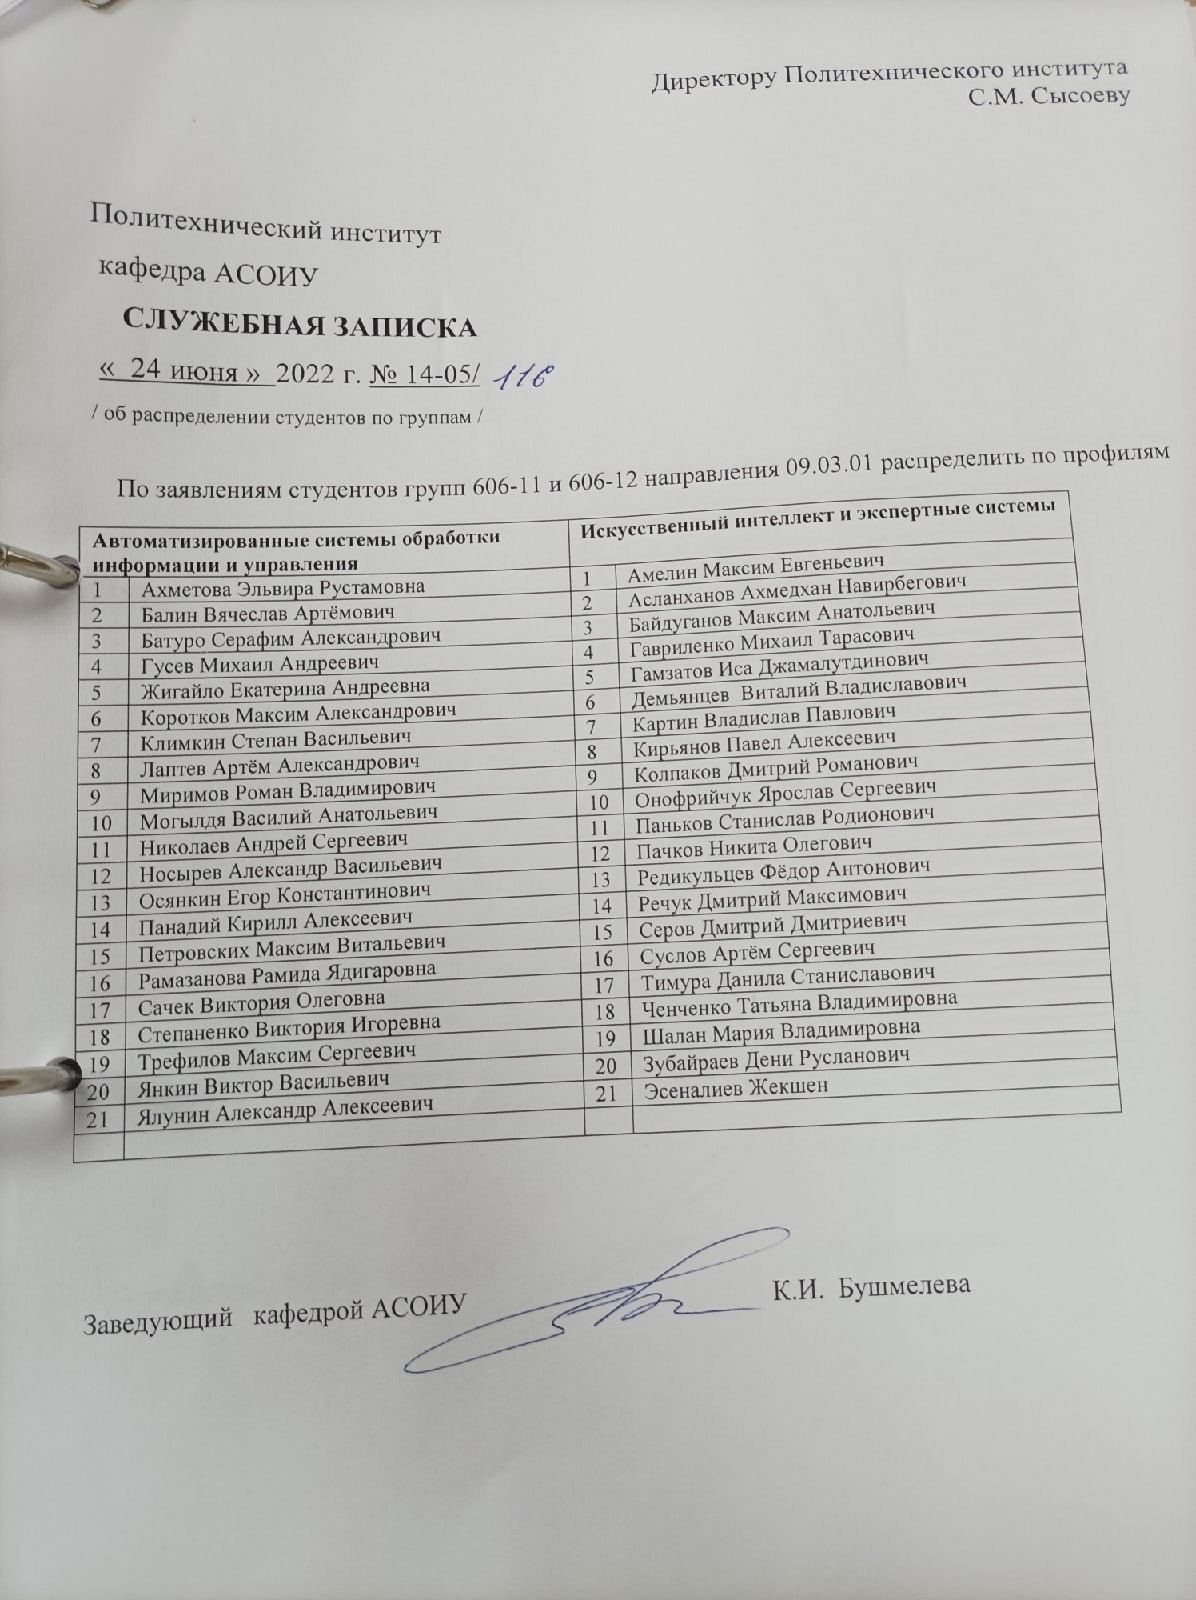 Директору Политехнического института
С.М. Сысоеву
Политехнический институт
кафедра АСОИУ
СЛУЖЕБНАЯ ЗАПИСКА
« 24 июня » 2022 г. № 14-05/ 116
/ об распределении студентов по группам /
По заявлениям студентов групп 606-11 и 606-12 направления 09.03.01 распределить по профилям
Автоматизированные системы обработки
информации и управления
1 Ахметова Эльвира Рустамовна
2 Балин Вячеслав Артёмович
3 Батуро Серафим Александрович
4 Гусев Михаил Андреевич
5 Жигайло Екатерина Андреевна
6 Коротков Максим Александрович
7 Климкин Степан Васильевич
8 Лаптев Артём Александрович
9 Миримов Роман Владимирович
10 Могылдя Василий Анатольевич
11 Николаев Андрей Сергеевич
12 Носырев Александр Васильевич
13 Осянкин Егор Константинович
14 Панадий Кирилл Алексеевич
15 Петровских Максим Витальевич
16 Рамазанова Рамида Ядигаровна
17 Сачек Виктория Олеговна
18 Степаненко Виктория Игоревна
19 Трефилов Максим Сергеевич
20 Янкин Виктор Васильевич
21 Ялунин Александр Алексеевич
Искусственный интеллект и экспертные системы
1 Амелин Максим Евгеньевич
2 Асланханов Ахмедхан Навирбегович
3 Байдуганов Максим Анатольевич
4 Гавриленко Михаил Тарасович
5 Гамзатов Иса Джамалутдинович
6 Демьянцев Виталий Владиславович
7 Картин Владислав Павлович
8 Кирьянов Павел Алексеевич
9 Колпаков Дмитрий Романович
10 Онофрийчук Ярослав Сергеевич
11 Паньков Станислав Родионович
12 Пачков Никита Олегович
13 Редикульцев Фёдор Антонович
14 Речук Дмитрий Максимович
15 Серов Дмитрий Дмитриевич
16 Суслов Артём Сергеевич
17 Тимура Данила Станиславович
18 Ченченко Татьяна Владимировна
19 Шалан Мария Владимировна
20 Зубайраев Дени Русланович
21 Эсеналиев Жекшен
Заведующий кафедрой АСОИУ
К.И. Бушмелева